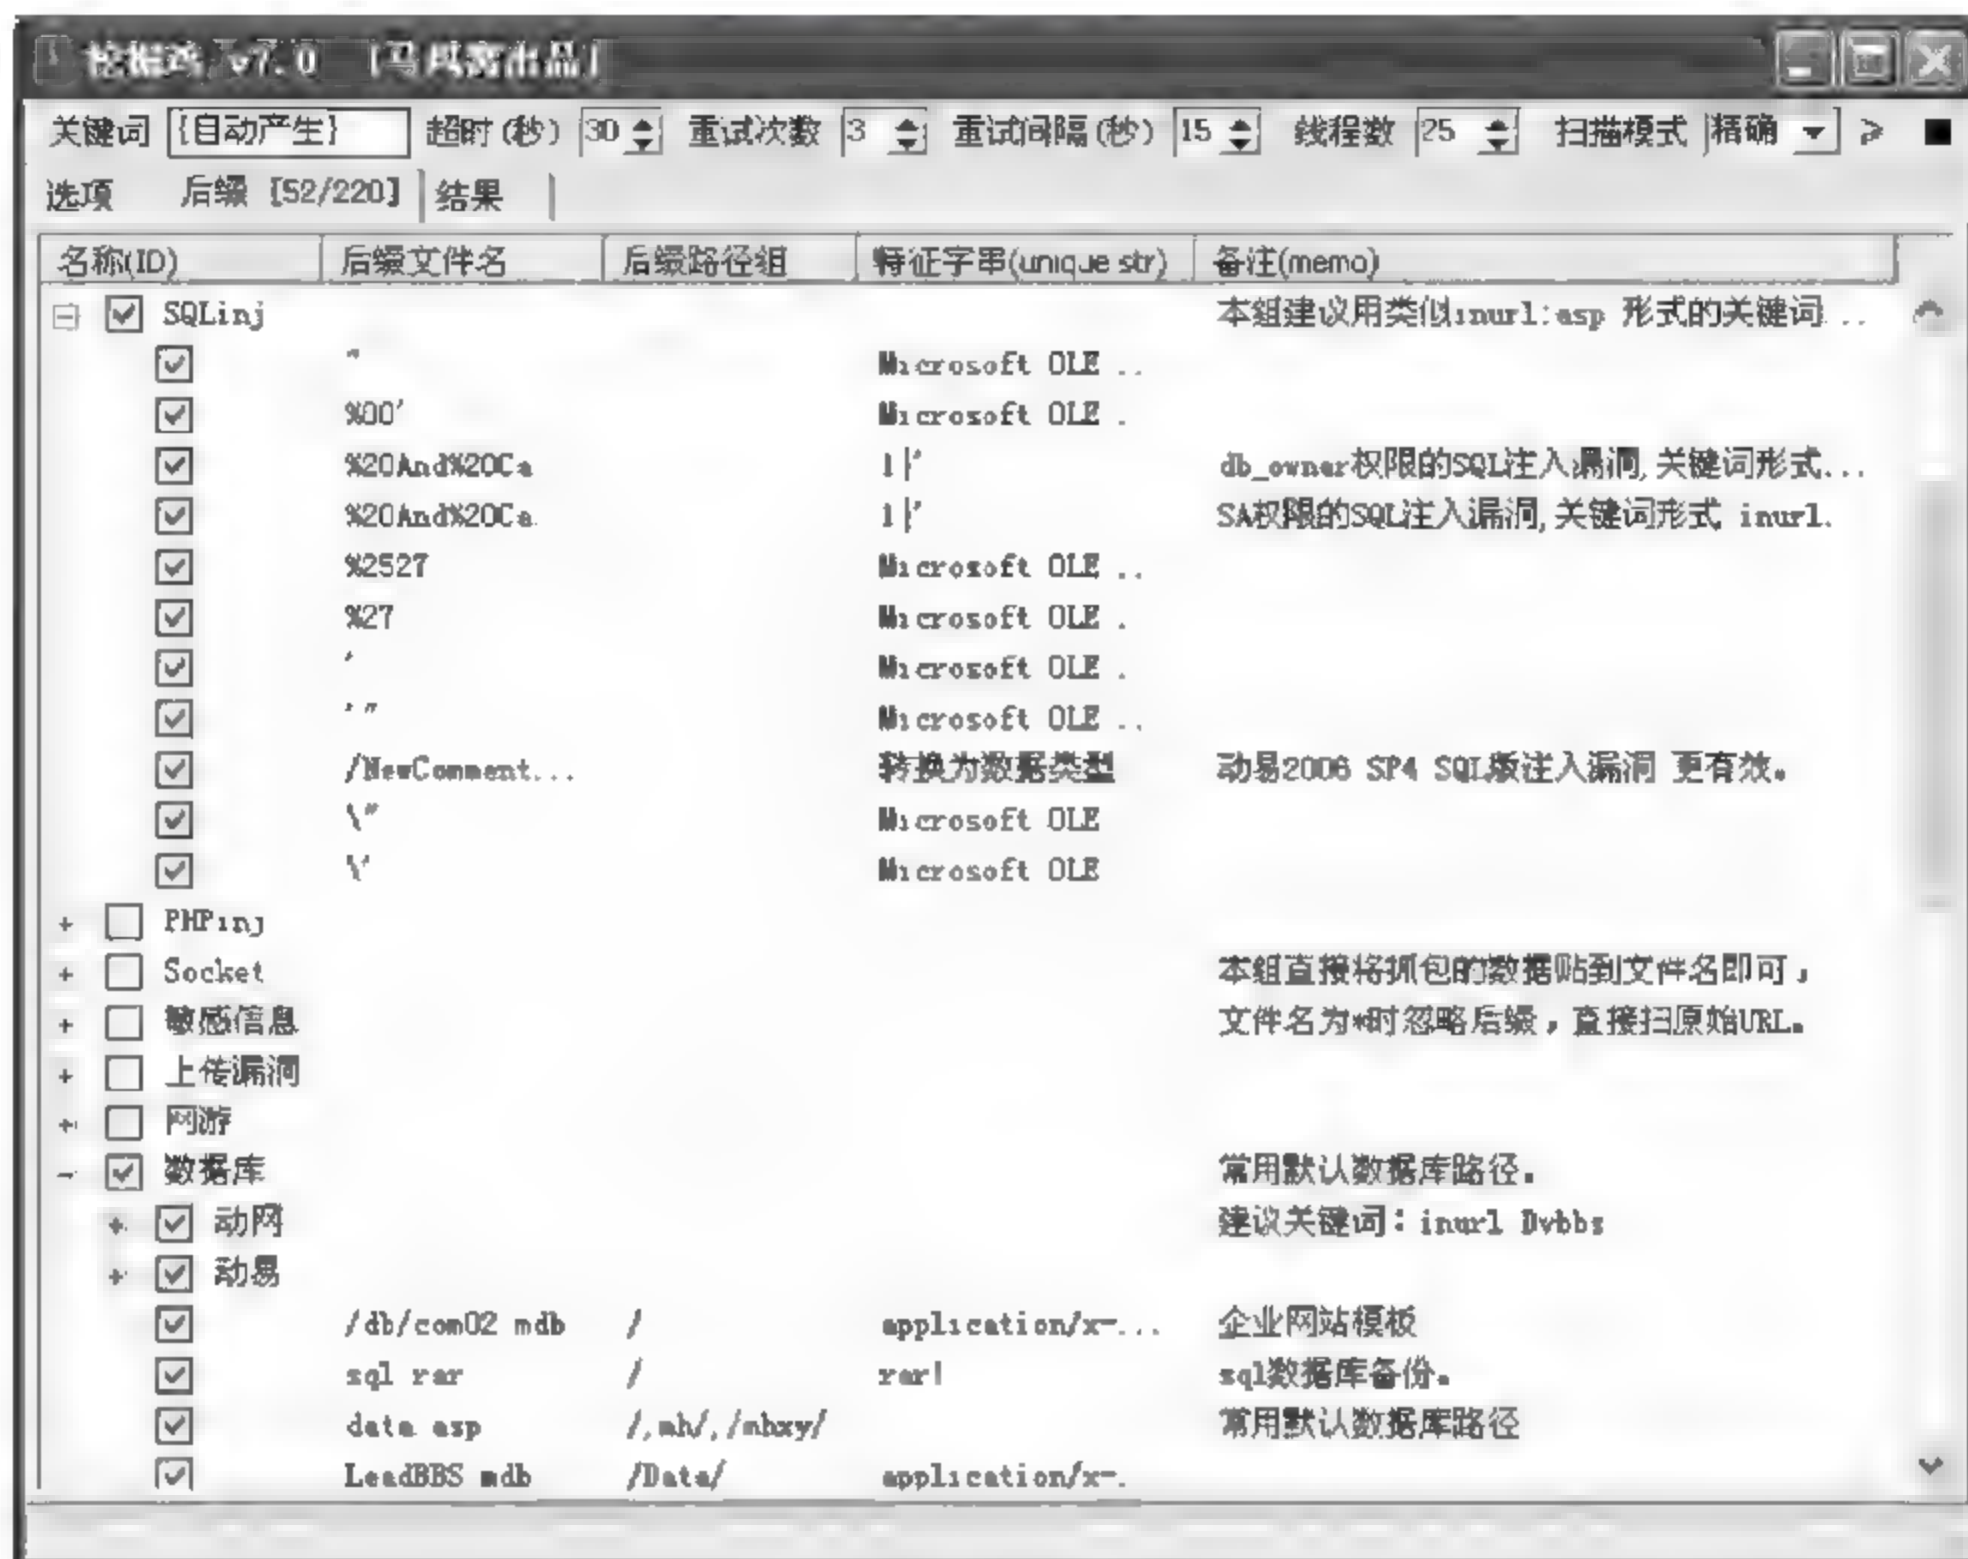 挖掘鸡 v7.0 [马风窝出品]
关键词 {自动产生} 超时(秒) 30 重试次数 3 重试间隔(秒) 15 线程数 25 扫描模式 精确 >
选项 后缀 [52/220] 结果
名称(ID) 后缀文件名 后缀路径组 特征字串(unique str) 备注(memo)
SQLinj 本组建议用类似inurl:asp 形式的关键词...
" Microsoft OLE ..
%00' Microsoft OLE .
%20And%20Ca 1|' db_owner权限的SQL注入漏洞,关键词形式...
%20And%20Ca. 1|' SA权限的SQL注入漏洞,关键词形式 inurl.
%2527 Microsoft OLE ..
%27 Microsoft OLE .
' Microsoft OLE .
' " Microsoft OLE ..
/NewComment... 转换为数据类型 动易2006 SP4 SQL版注入漏洞 更有效。
\" Microsoft OLE
\' Microsoft OLE
PHPinj
Socket 本组直接将抓包的数据贴到文件名即可，
敏感信息 文件名为*时忽略后缀，直接扫原始URL。
上传漏洞
网游
数据库 常用默认数据库路径。
动网 建议关键词：inurl Dvbbs
动易
/db/com02 mdb / application/x-... 企业网站模板
sql rar / rar! sql数据库备份。
data asp /,mh/,/mhxy/ 常用默认数据库路径
LeadBBS mdb /Data/ application/x-.